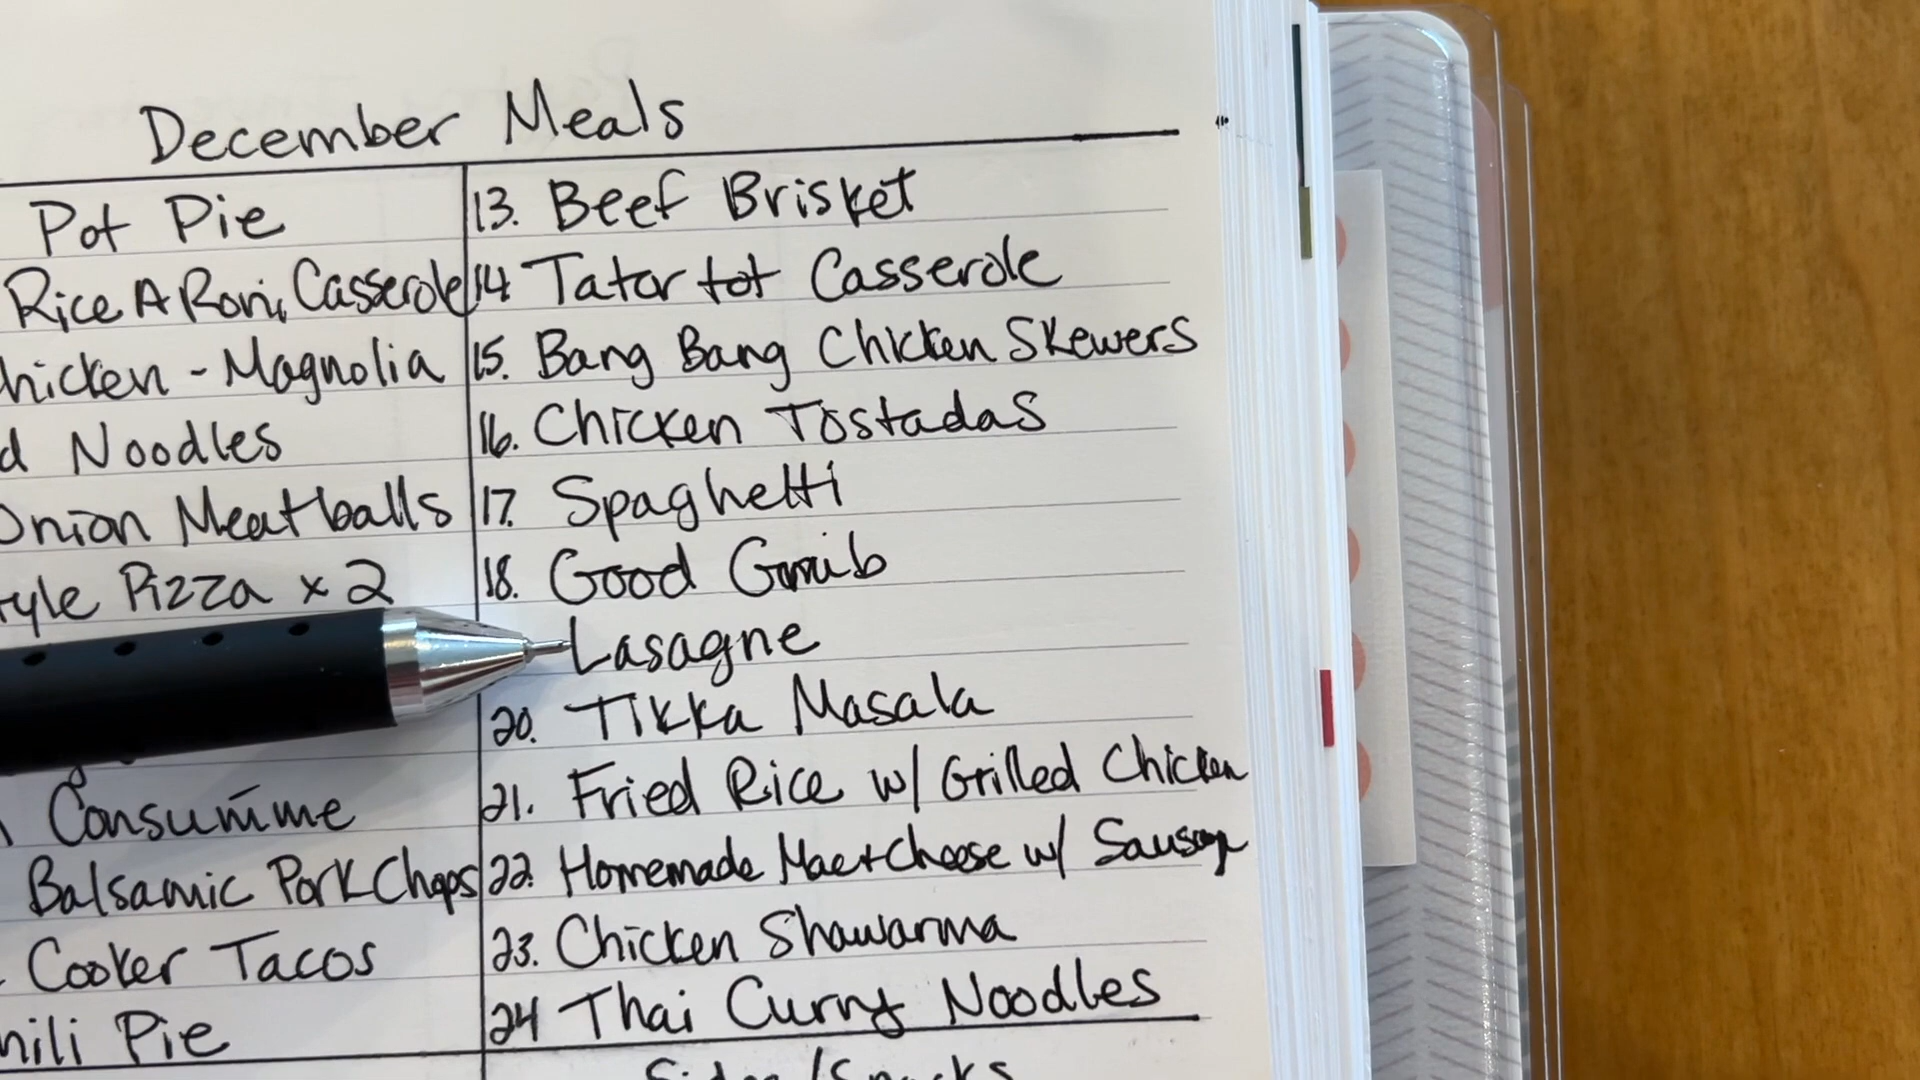 December Meals
Pot Pie
Rice A Roni, Casserole
hicken - Magnolia
d Noodles
Onion Meatballs
yle Pizza x 2
Consumme
Balsamic Pork Chops
Cooker Tacos
hili Pie
13. Beef Brisket
14 Tator tot Casserole
15. Bang Bang Chicken Skewers
16. Chicken Tostadas
17. Spaghetti
18. Good Grub
Lasagne
20. Tikka Masala
21. Fried Rice w/ Grilled Chicken
22. Homemade Mac+Cheese w/ Sausage
23. Chicken Shawarma
24 Thai Curry Noodles
Sides/Snacks